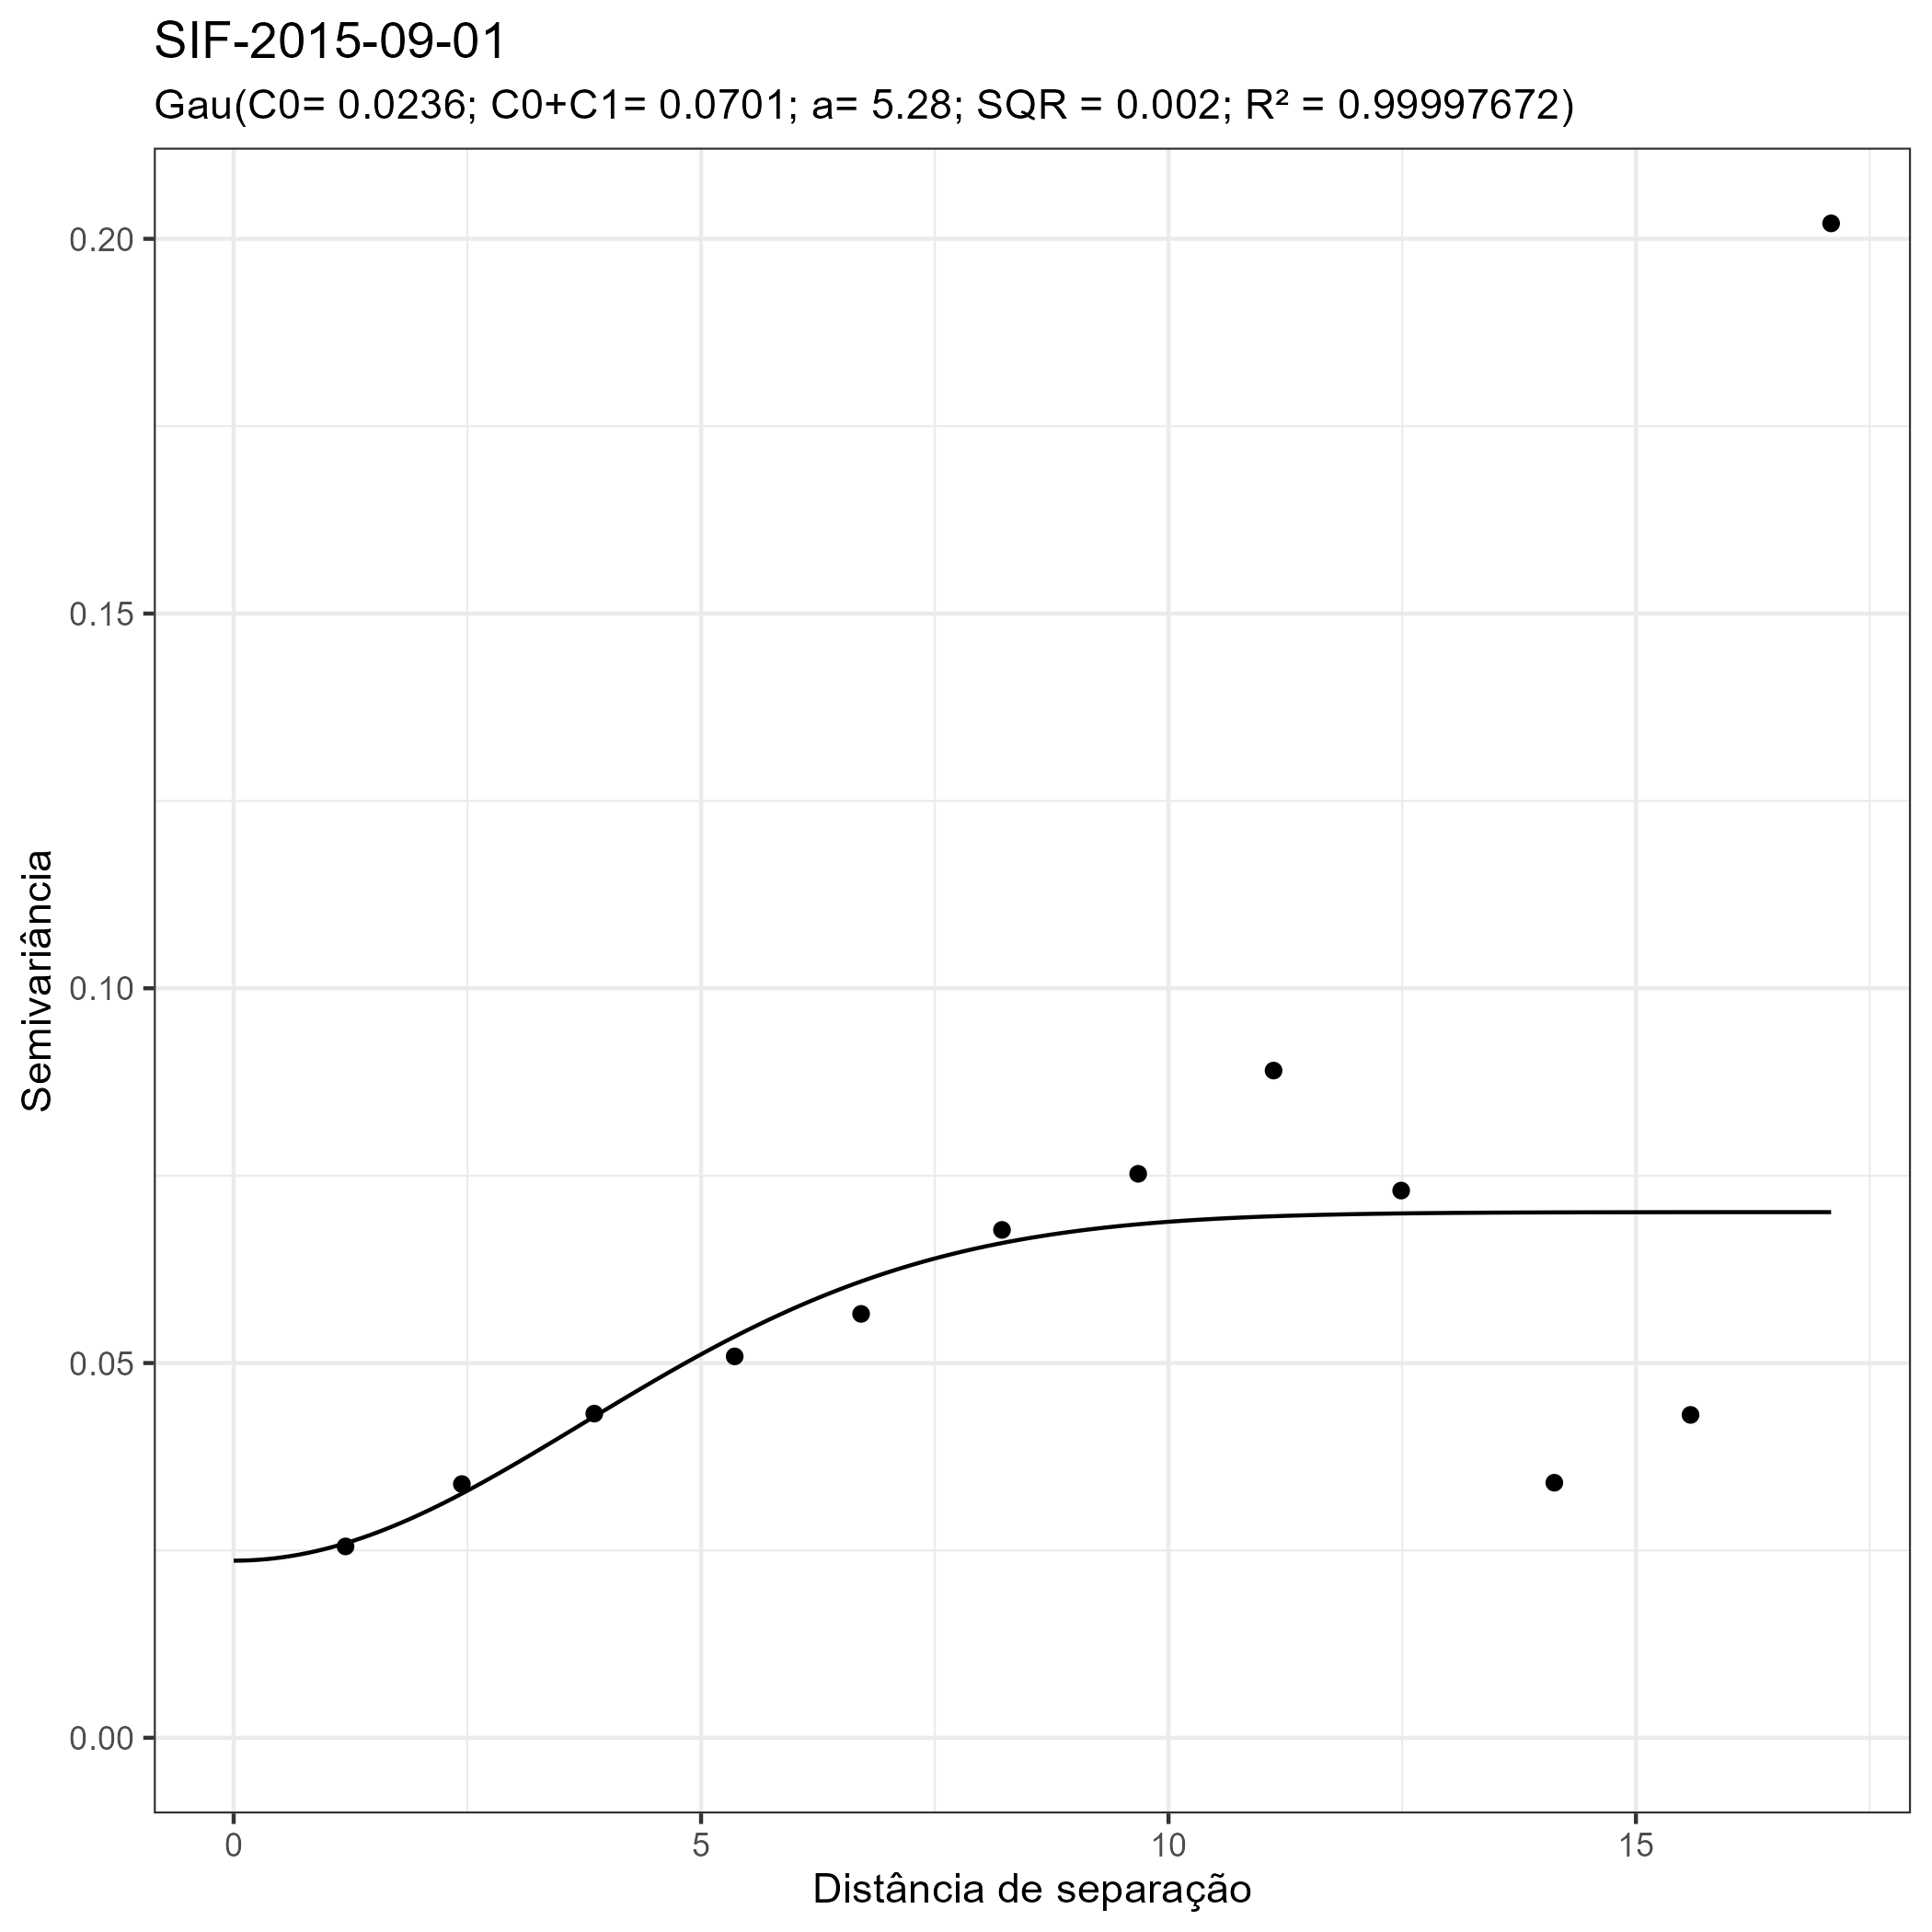 SIF-2015-09-01
Gau(C0= 0.0236; C0+C1= 0.0701; a= 5.28; SQR = 0.002; R² = 0.99997672)
Semivariância
0.20
0.15
0.10
0.05
0.00
0 5 10 15
Distância de separação